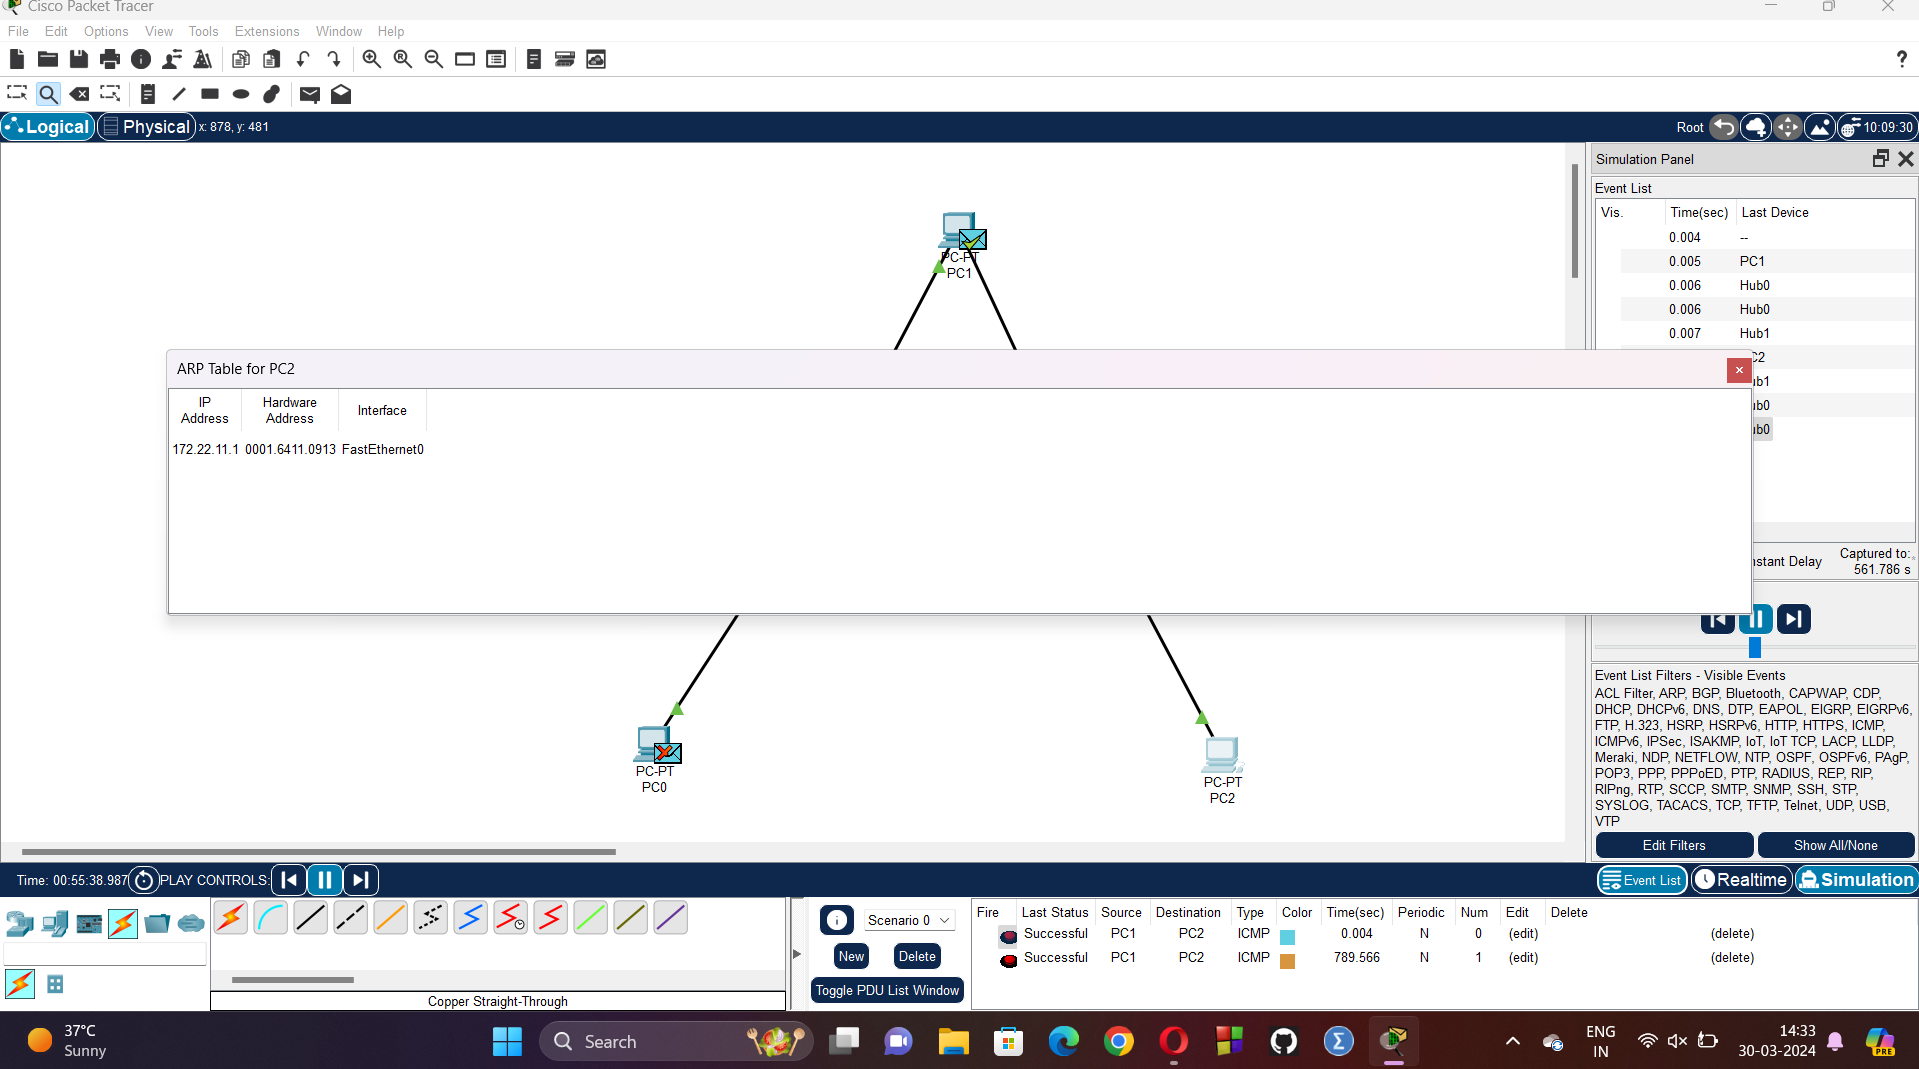 Cisco Packet Tracer
File Edit Options View Tools Extensions Window Help
?
Logical Physical x: 878, y: 481
Root 10:09:30
Simulation Panel
Event List
Vis. Time(sec) Last Device
0.004 --
0.005 PC1
0.006 Hub0
0.006 Hub0
0.007 Hub1
C2
ub1
ub0
ub0
PC-PT
PC1
ARP Table for PC2
IP Address Hardware Address Interface
172.22.11.1 0001.6411.0913 FastEthernet0
nstant Delay Captured to:
561.786 s
PC-PT
PC0
PC-PT
PC2
Event List Filters - Visible Events
ACL Filter, ARP, BGP, Bluetooth, CAPWAP, CDP,
DHCP, DHCPv6, DNS, DTP, EAPOL, EIGRP, EIGRPv6,
FTP, H.323, HSRP, HSRPv6, HTTP, HTTPS, ICMP,
ICMPv6, IPSec, ISAKMP, IoT, IoT TCP, LACP, LLDP,
Meraki, NDP, NETFLOW, NTP, OSPF, OSPFv6, PAgP,
POP3, PPP, PPPoED, PTP, RADIUS, REP, RIP,
RIPng, RTP, SCCP, SMTP, SNMP, SSH, STP,
SYSLOG, TACACS, TCP, TFTP, Telnet, UDP, USB,
VTP
Edit Filters Show All/None
Time: 00:55:38.987 PLAY CONTROLS:
Event List Realtime Simulation
Scenario 0
New Delete
Toggle PDU List Window
Fire Last Status Source Destination Type Color Time(sec) Periodic Num Edit Delete
Successful PC1 PC2 ICMP 0.004 N 0 (edit) (delete)
Successful PC1 PC2 ICMP 789.566 N 1 (edit) (delete)
Copper Straight-Through
37°C
Sunny
Search
ENG
IN
14:33
30-03-2024
PRE